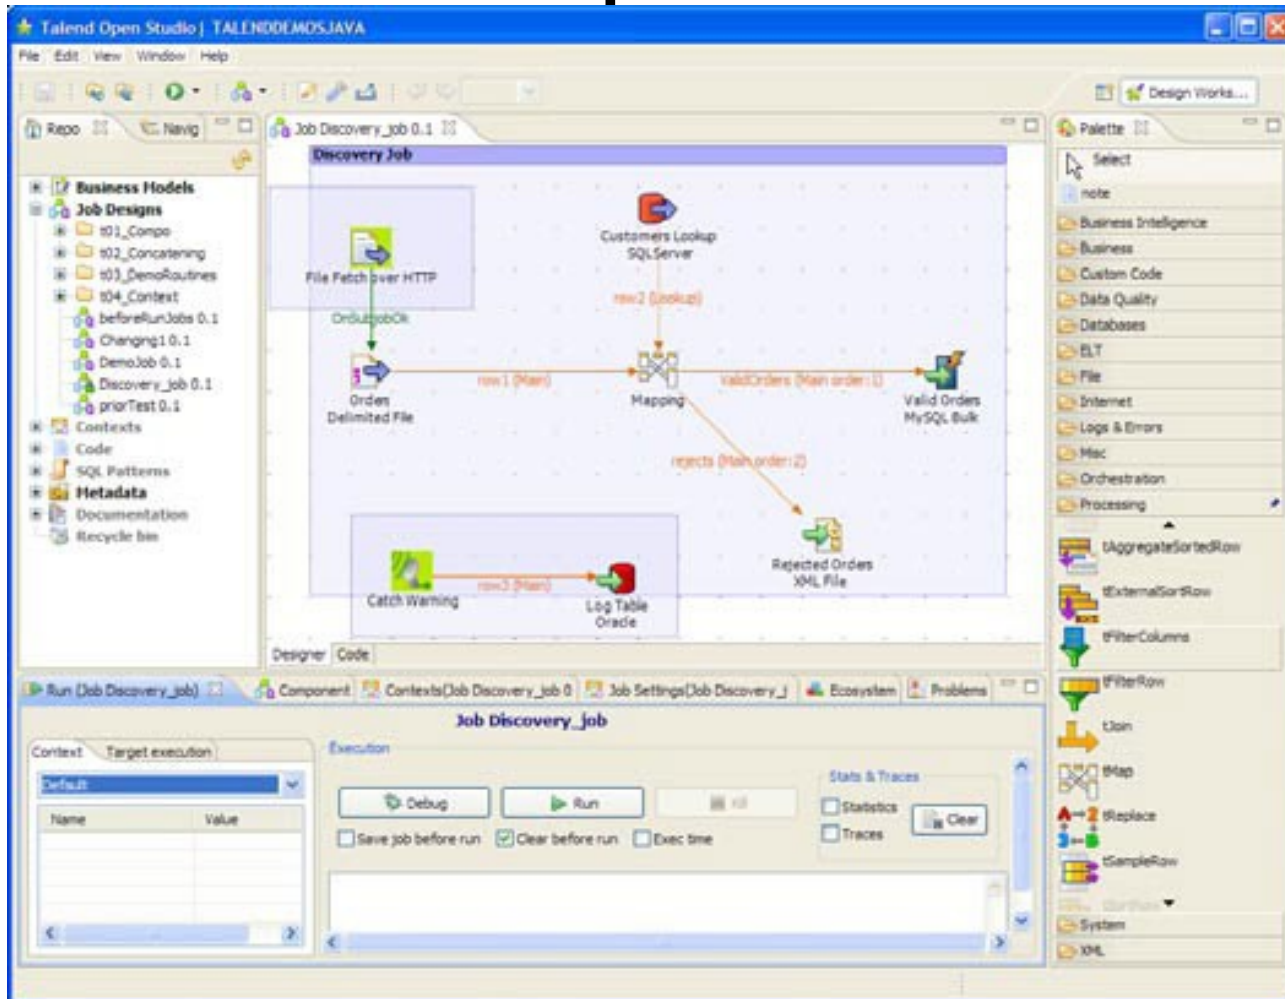 Talend Open Studio | TALENDDEMOSJAVA
File Edit View Window Help
Design Works...
Repo
Navig
Business Models
Job Designs
t01_Compo
t02_Concatening
t03_DemoRoutines
t04_Context
beforeRunJobs 0.1
Changing1 0.1
DemoJob 0.1
Discovery_job 0.1
priorTest 0.1
Contexts
Code
SQL Patterns
Metadata
Documentation
Recycle bin
Job Discovery_job 0.1
Discovery Job
File Fetch over HTTP
Customers Lookup
SQLServer
row2 (Lookup)
OnSubjobOk
Orders
Delimited File
row1 (Main)
Mapping
ValidOrders (Main order:1)
Valid Orders
MySQL Bulk
rejects (Main order:2)
Rejected Orders
XML File
Catch Warning
row3 (Main)
Log Table
Oracle
Designer Code
Palette
Select
note
Business Intelligence
Business
Custom Code
Data Quality
Databases
ELT
File
Internet
Logs & Errors
Misc
Orchestration
Processing
tAggregateSortedRow
tExternalSortRow
tFilterColumns
tFilterRow
tJoin
tMap
tReplace
tSampleRow
System
XML
Run (Job Discovery_job)
Component
Contexts(Job Discovery_job 0
Job Settings(Job Discovery_j
Ecosystem
Problems
Job Discovery_job
Context
Target execution
Default
Name Value
Execution
Debug
Run
Kill
Save job before run
Clear before run
Exec time
Stats & Traces
Statistics
Traces
Clear